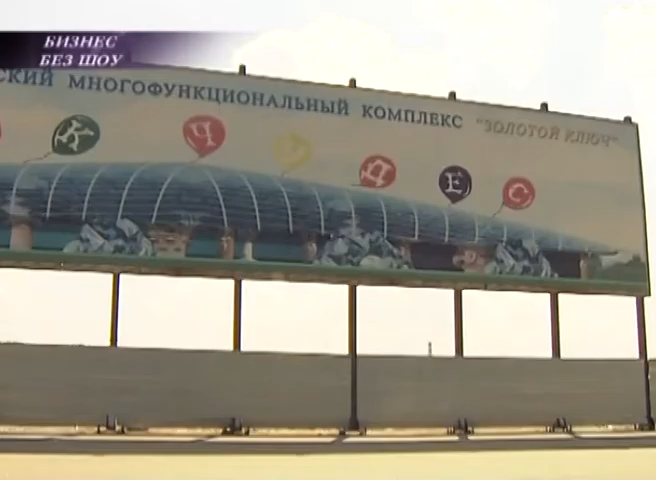 БИЗНЕС
БЕЗ ШОУ
СКИЙ МНОГОФУНКЦИОНАЛЬНЫЙ КОМПЛЕКС "ЗОЛОТОЙ КЛЮЧ"
К Ч У Д Е С